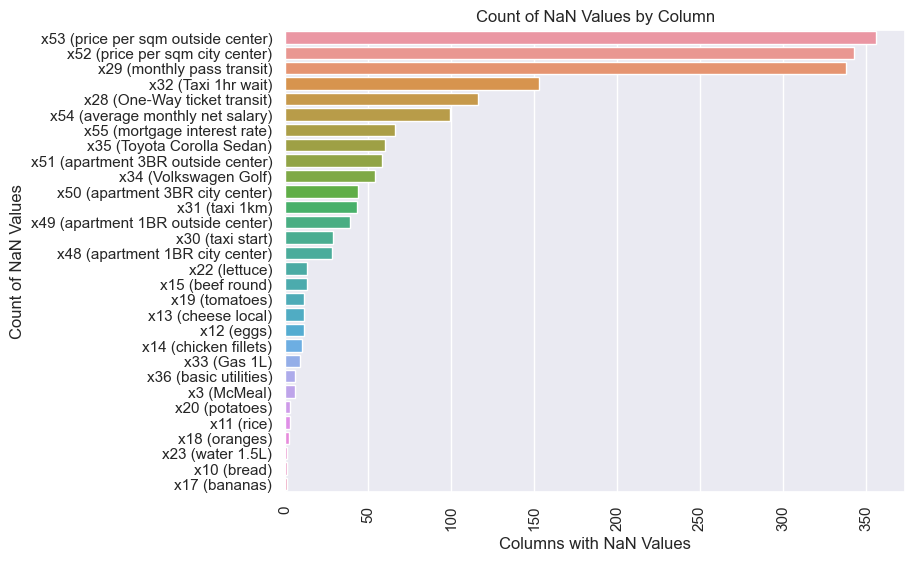 Count of NaN Values by Column
Count of NaN Values
x53 (price per sqm outside center)
x52 (price per sqm city center)
x29 (monthly pass transit)
x32 (Taxi 1hr wait)
x28 (One-Way ticket transit)
x54 (average monthly net salary)
x55 (mortgage interest rate)
x35 (Toyota Corolla Sedan)
x51 (apartment 3BR outside center)
x34 (Volkswagen Golf)
x50 (apartment 3BR city center)
x31 (taxi 1km)
x49 (apartment 1BR outside center)
x30 (taxi start)
x48 (apartment 1BR city center)
x22 (lettuce)
x15 (beef round)
x19 (tomatoes)
x13 (cheese local)
x12 (eggs)
x14 (chicken fillets)
x33 (Gas 1L)
x36 (basic utilities)
x3 (McMeal)
x20 (potatoes)
x11 (rice)
x18 (oranges)
x23 (water 1.5L)
x10 (bread)
x17 (bananas)
0
50
100
150
200
250
300
350
Columns with NaN Values